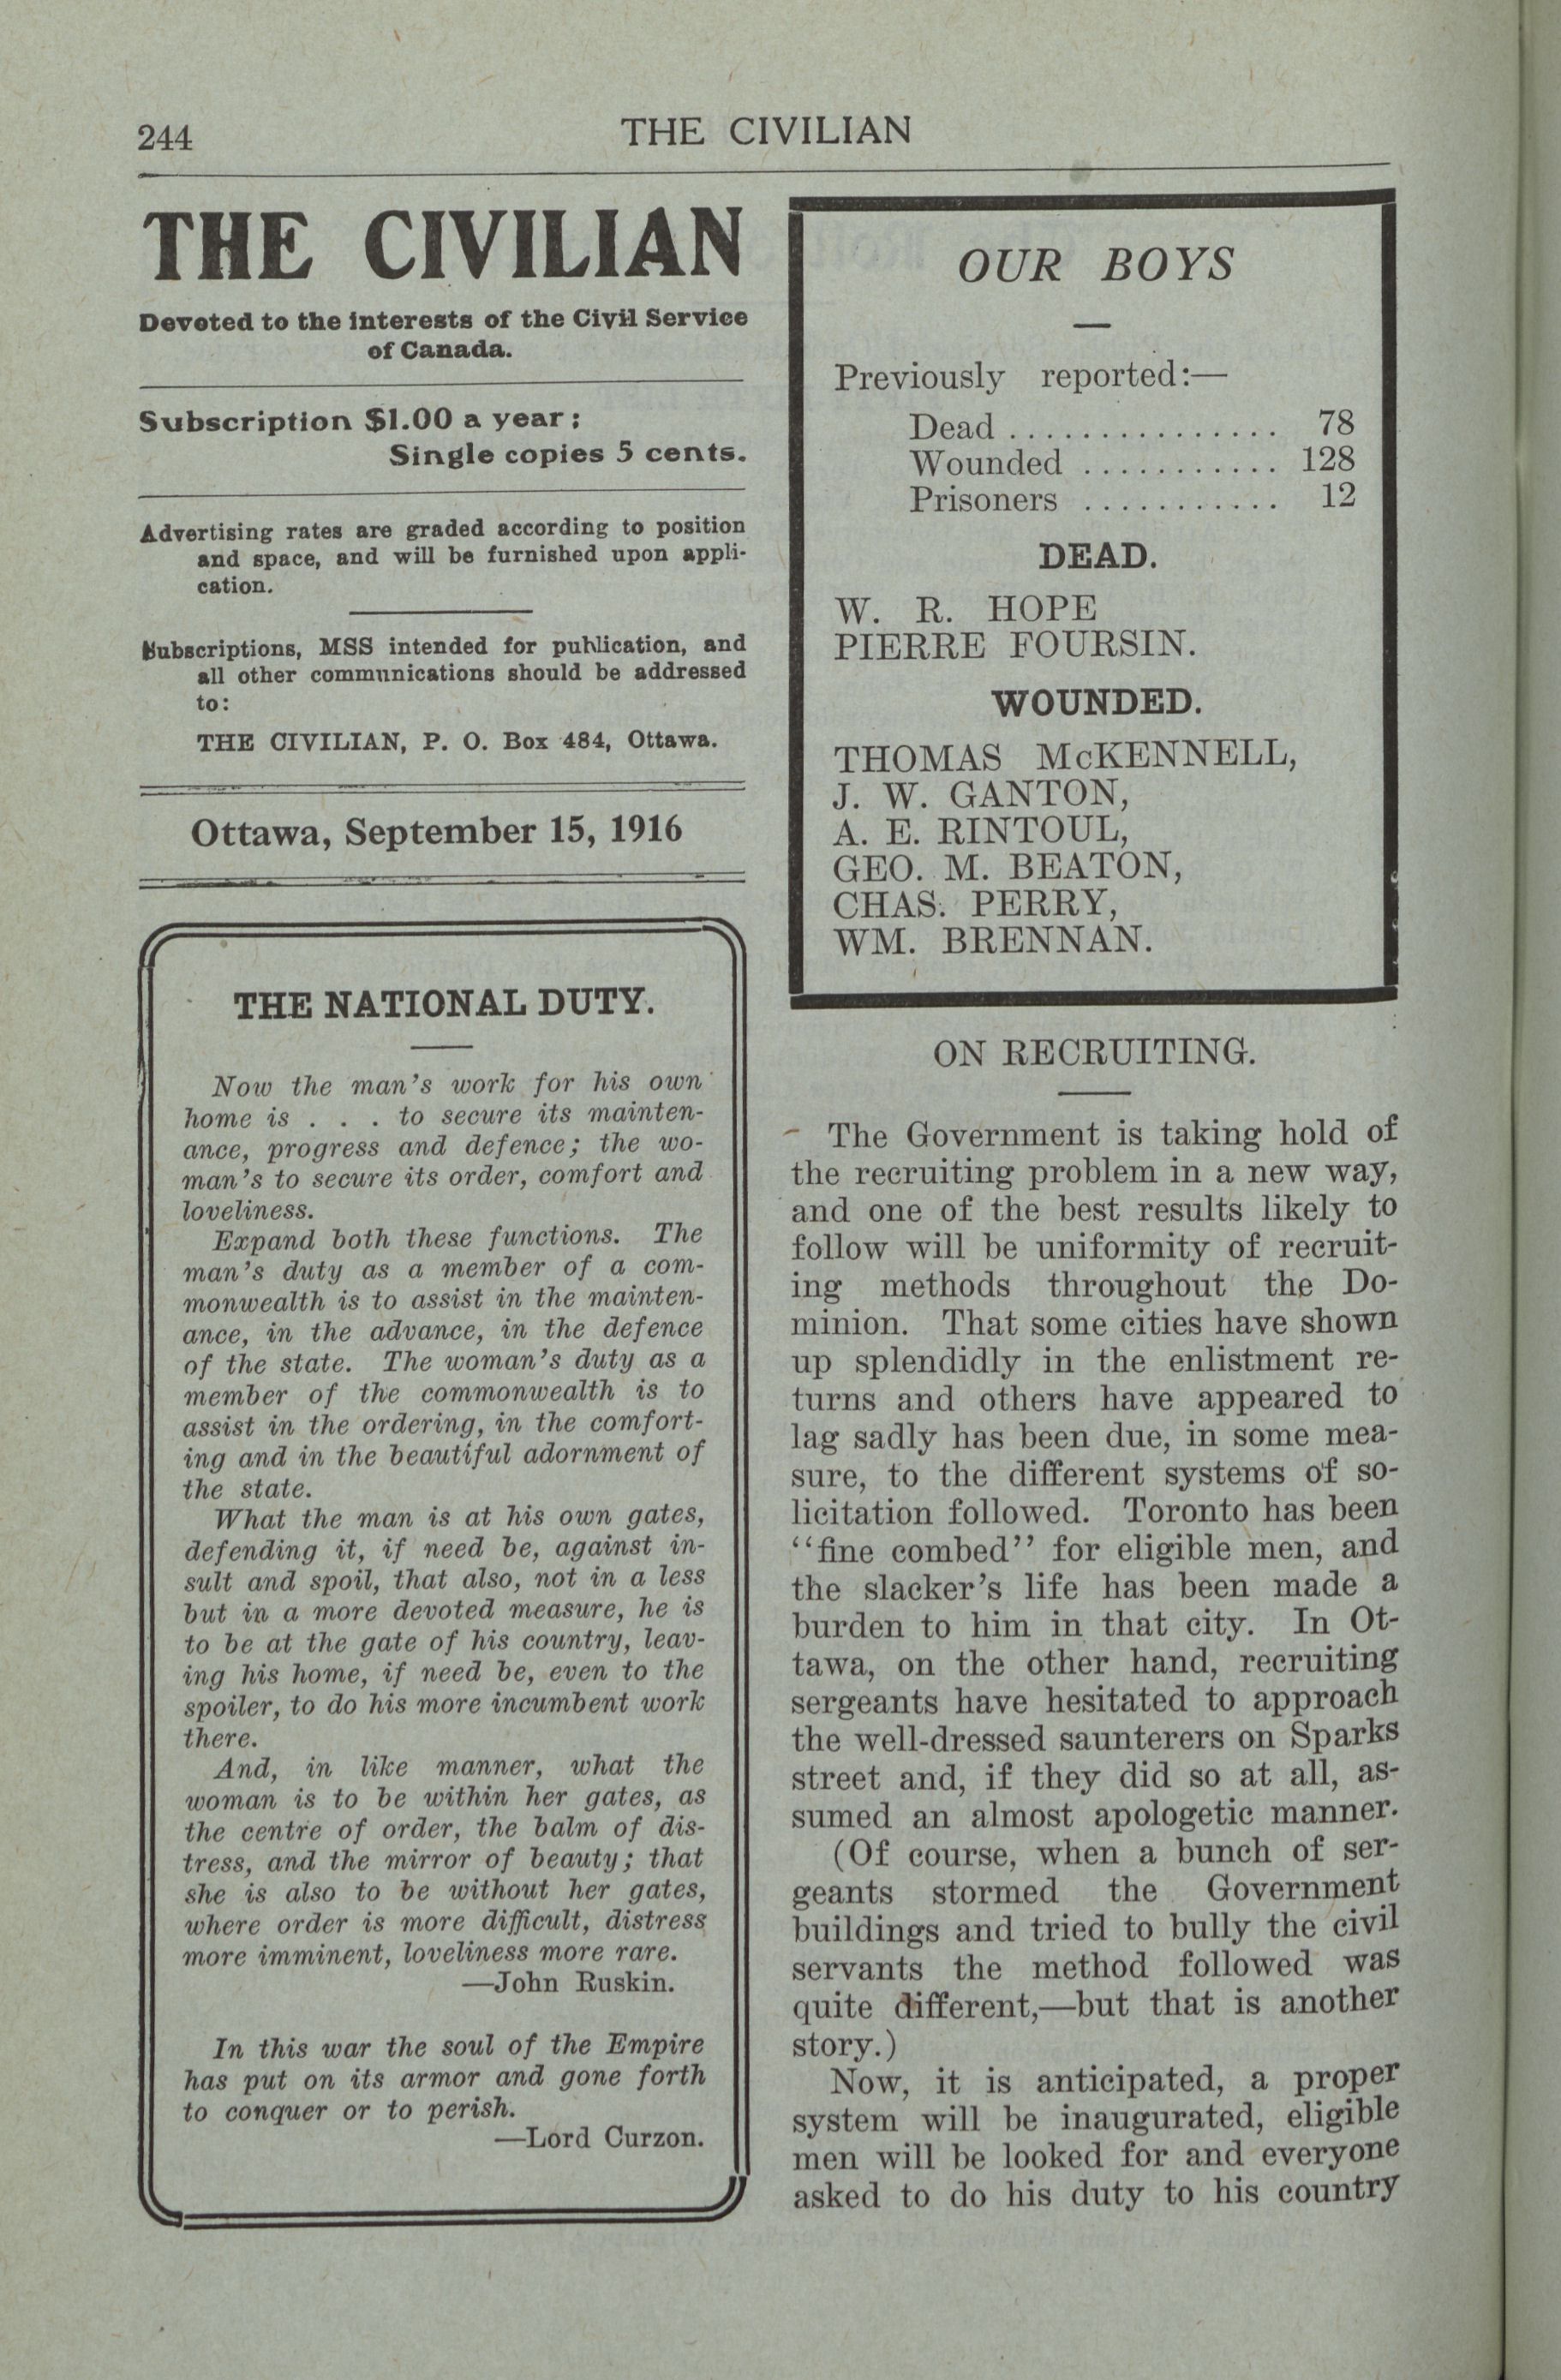 244
THE CIVILIAN
THE CIVILIAN
Devoted to the interests of the Civil Service
of Canada.
Subscription $1.00 a year;
Single copies 5 cents.
Advertising rates are graded according to position
and space, and will be furnished upon appli-
cation.
Subscriptions, MSS intended for publication, and
all other communications should be addressed
to:
THE CIVILIAN, P. O. Box 484, Ottawa.
Ottawa, September 15, 1916
THE NATIONAL DUTY.
Now the man's work for his own
home is . . . to secure its mainten-
ance, progress and defence; the wo-
man's to secure its order, comfort and
loveliness.
Expand both these functions. The
man's duty as a member of a com-
monwealth is to assist in the mainten-
ance, in the advance, in the defence
of the state. The woman's duty as a
member of the commonwealth is to
assist in the ordering, in the comfort-
ing and in the beautiful adornment of
the state.
What the man is at his own gates,
defending it, if need be, against in-
sult and spoil, that also, not in a less
but in a more devoted measure, he is
to be at the gate of his country, leav-
ing his home, if need be, even to the
spoiler, to do his more incumbent work
there.
And, in like manner, what the
woman is to be within her gates, as
the centre of order, the balm of dis-
tress, and the mirror of beauty; that
she is also to be without her gates,
where order is more difficult, distress
more imminent, loveliness more rare.
—John Ruskin.
In this war the soul of the Empire
has put on its armor and gone forth
to conquer or to perish.
—Lord Curzon.
OUR BOYS
Previously reported:—
Dead . . . . . . . . . . . . . . . 78
Wounded . . . . . . . . . . . 128
Prisoners . . . . . . . . . . . 12
DEAD.
W. R. HOPE
PIERRE FOURSIN.
WOUNDED.
THOMAS McKENNELL,
J. W. GANTON,
A. E. RINTOUL,
GEO. M. BEATON,
CHAS. PERRY,
WM. BRENNAN.
ON RECRUITING.
The Government is taking hold of
the recruiting problem in a new way,
and one of the best results likely to
follow will be uniformity of recruit-
ing methods throughout the Do-
minion. That some cities have shown
up splendidly in the enlistment re-
turns and others have appeared to
lag sadly has been due, in some mea-
sure, to the different systems of so-
licitation followed. Toronto has been
"fine combed" for eligible men, and
the slacker's life has been made a
burden to him in that city. In Ot-
tawa, on the other hand, recruiting
sergeants have hesitated to approach
the well-dressed saunterers on Sparks
street and, if they did so at all, as-
sumed an almost apologetic manner.
(Of course, when a bunch of ser-
geants stormed the Government
buildings and tried to bully the civil
servants the method followed was
quite different,—but that is another
story.)
Now, it is anticipated, a proper
system will be inaugurated, eligible
men will be looked for and everyone
asked to do his duty to his country